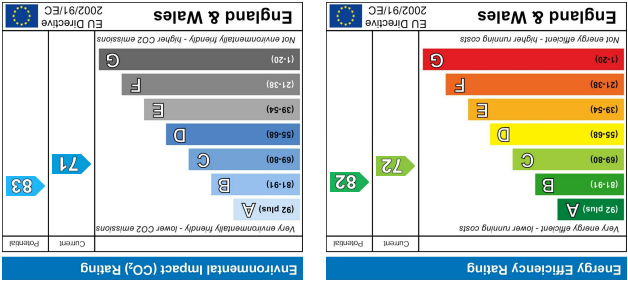 Energy Efficiency Rating
Current Potential
Very energy efficient - lower running costs
(92 plus) A
(81-91) B
(69-80) C
(55-68) D
(39-54) E
(21-38) F
(1-20) G
72
82
Not energy efficient - higher running costs
England & Wales
EU Directive
2002/91/EC
Environmental Impact (CO₂) Rating
Current Potential
Very environmentally friendly - lower CO2 emissions
(92 plus) A
(81-91) B
(69-80) C
(55-68) D
(39-54) E
(21-38) F
(1-20) G
71
83
Not environmentally friendly - higher CO2 emissions
England & Wales
EU Directive
2002/91/EC